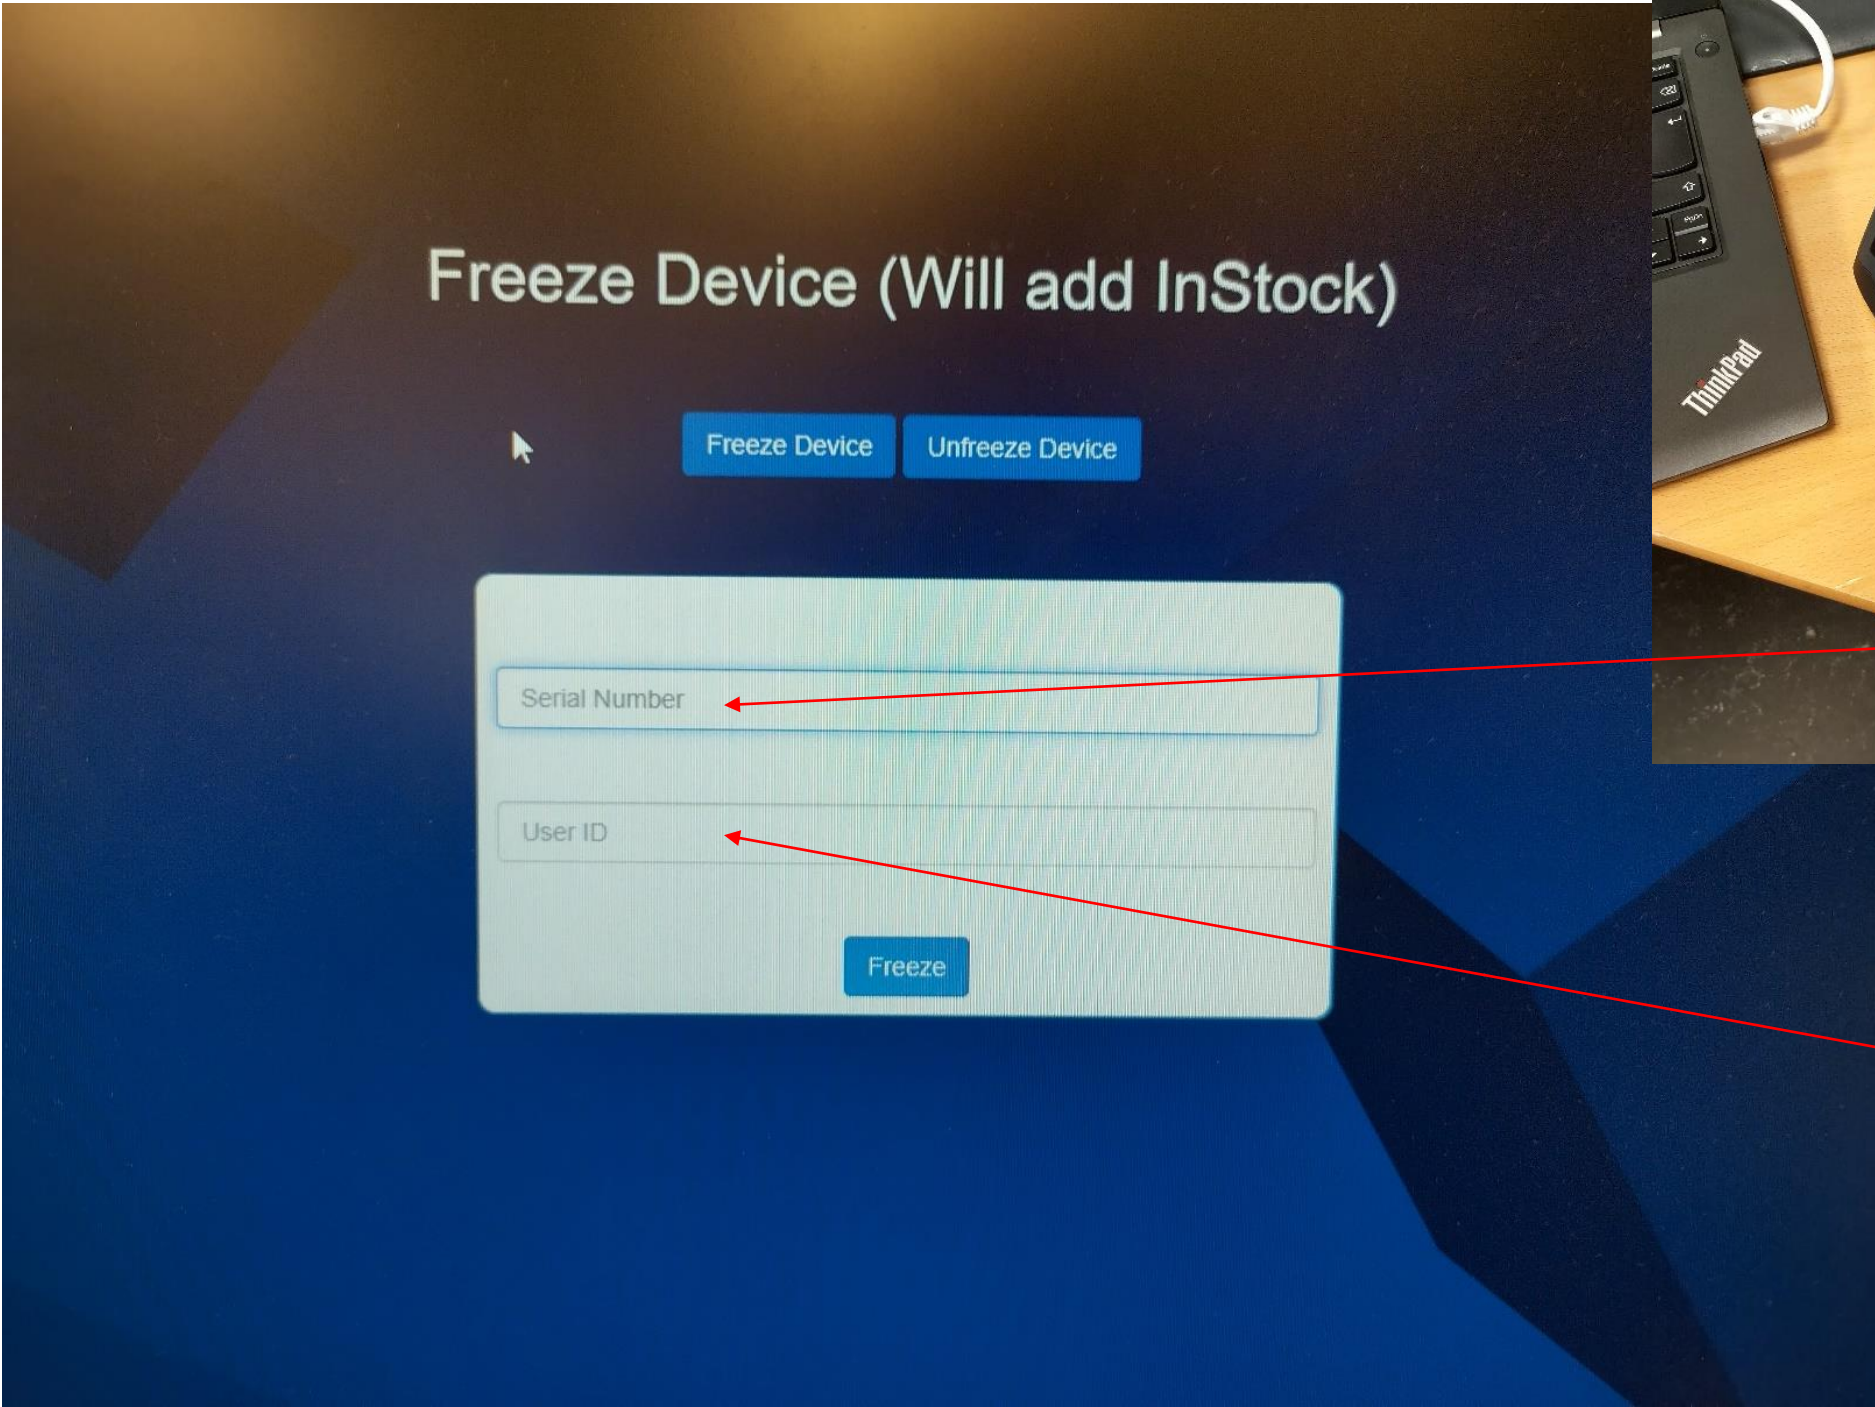 Freeze Device (Will add InStock)
Freeze Device
Unfreeze Device
Serial Number
User ID
Freeze
ThinkPad